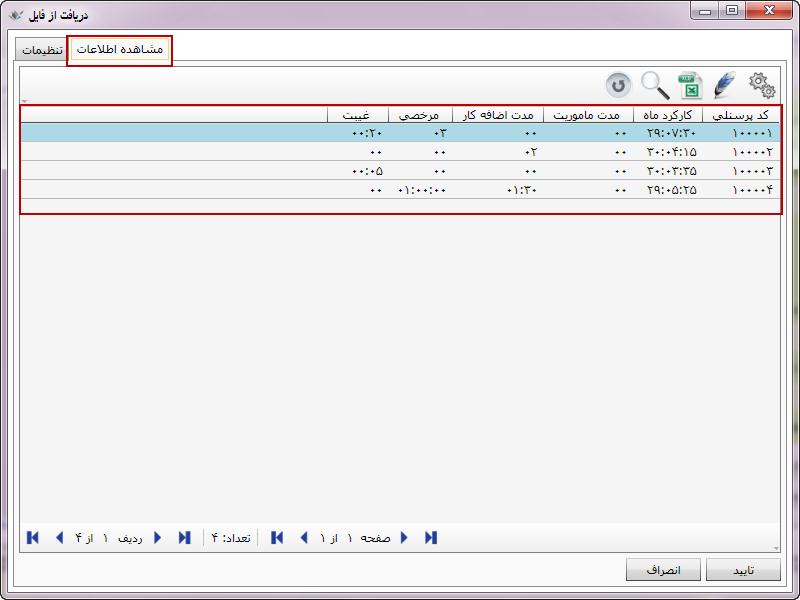 دریافت از فایل
تنظیمات
مشاهده اطلاعات
کد پرسنلی کارکرد ماه مدت ماموریت مدت اضافه کار مرخصی غیبت
۱۰۰۰۰۱ ۲۹:۰۷:۳۰ ۰۰ ۰۰ ۰۳ ۰۰:۲۰
۱۰۰۰۰۲ ۳۰:۰۴:۱۵ ۰۰ ۰۲ ۰۰ ۰۰
۱۰۰۰۰۳ ۳۰:۰۳:۳۵ ۰۰ ۰۰ ۰۰ ۰۰:۰۵
۱۰۰۰۰۴ ۲۹:۰۵:۲۵ ۰۰ ۰۱:۳۰ ۰۱:۰۰:۰۰ ۰۰
صفحه ۱ از ۱ تعداد: ۴ ردیف ۱ از ۴
تایید انصراف